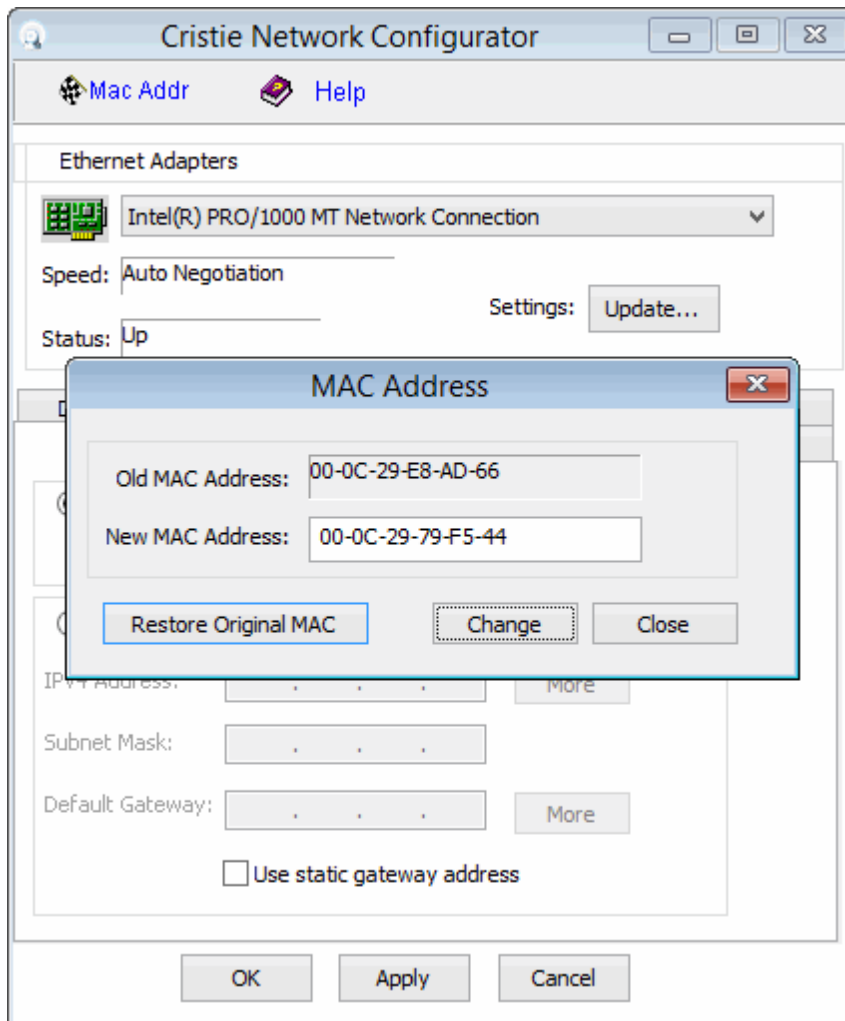 Cristie Network Configurator
Mac Addr Help
Ethernet Adapters
Intel(R) PRO/1000 MT Network Connection
Speed: Auto Negotiation
Settings: Update...
Status: Up
MAC Address
Old MAC Address: 00-0C-29-E8-AD-66
New MAC Address: 00-0C-29-79-F5-44
Restore Original MAC Change Close
IPv4 Address: . . . More
Subnet Mask: . . .
Default Gateway: . . . More
Use static gateway address
OK Apply Cancel